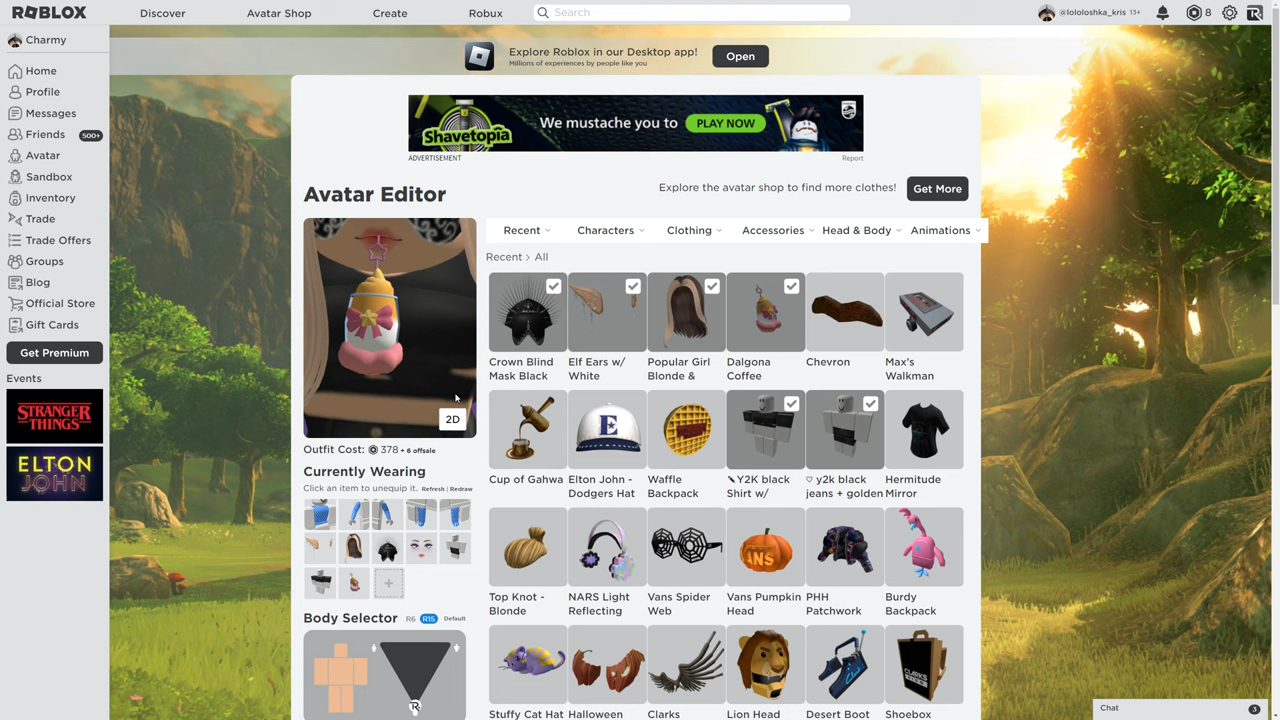 ROBLOX
Discover
Avatar Shop
Create
Robux
Search
@lololoshka_kris 13+
8
Charmy
Home
Profile
Messages
Friends
500+
Avatar
Sandbox
Inventory
Trade
Trade Offers
Groups
Blog
Official Store
Gift Cards
Get Premium
Events
STRANGER
THINGS
ELTON
JOHN
Explore Roblox in our Desktop app!
Millions of experiences by people like you
Open
Shavetopia
We mustache you to
PLAY NOW
ADVERTISEMENT
Report
Avatar Editor
Explore the avatar shop to find more clothes!
Get More
2D
Outfit Cost: 378 + 6 offsale
Currently Wearing
Click an item to unequip it. Refresh | Redraw
Body Selector R6 R15 Default
Recent
Characters
Clothing
Accessories
Head & Body
Animations
Recent > All
Crown Blind
Mask Black
Elf Ears w/
White
Popular Girl
Blonde &
Dalgona
Coffee
Chevron
Max's
Walkman
Cup of Gahwa
Elton John -
Dodgers Hat
Waffle
Backpack
Y2K black
Shirt w/
♡ y2k black
jeans + golden
Hermitude
Mirror
Top Knot -
Blonde
NARS Light
Reflecting
Vans Spider
Web
VANS
Vans Pumpkin
Head
PHH
Patchwork
Burdy
Backpack
Stuffy Cat Hat
Halloween
Clarks
Lion Head
Desert Boot
CLARKS
Shoebox
Chat
3